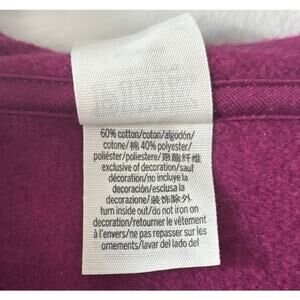 60% cotton/coton/algodón/
cotone/棉 40% polyester/
poliéster/poliestere/聚酯纤维
exclusive of decoration/sauf
décoration/no incluye la
decoración/esclusa la
decorazione/装饰除外
turn inside out/do not iron on
decoration/retourner le vêtement
à l'envers/ne pas repasser sur les
ornements/lavar del lado del